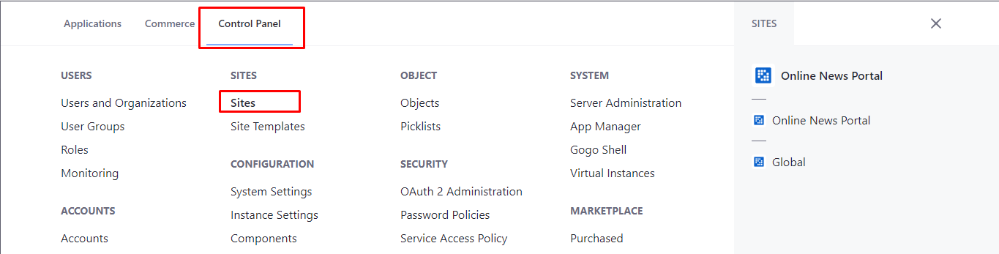 Applications
Commerce
Control Panel
SITES
USERS
Users and Organizations
User Groups
Roles
Monitoring
ACCOUNTS
Accounts
SITES
Sites
Site Templates
CONFIGURATION
System Settings
Instance Settings
Components
OBJECT
Objects
Picklists
SECURITY
OAuth 2 Administration
Password Policies
Service Access Policy
SYSTEM
Server Administration
App Manager
Gogo Shell
Virtual Instances
MARKETPLACE
Purchased
Online News Portal
Online News Portal
Global